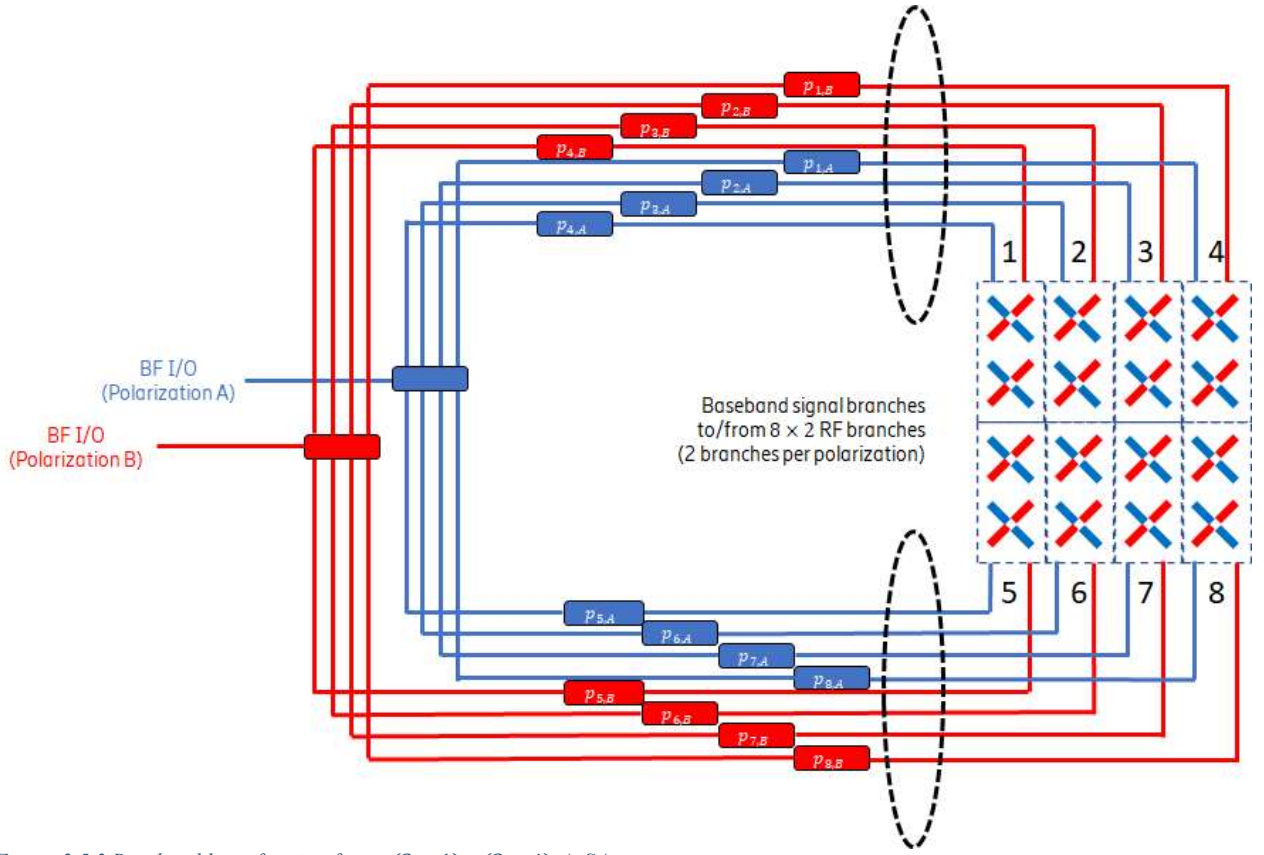 p1,B
p2,B
p3,B
p4,B
p1,A
p2,A
p3,A
p4,A
1 2 3 4
BF I/O
(Polarization A)
BF I/O
(Polarization B)
Baseband signal branches
to/from 8 × 2 RF branches
(2 branches per polarization)
5 6 7 8
p5,A
p6,A
p7,A
p8,A
p5,B
p6,B
p7,B
p8,B